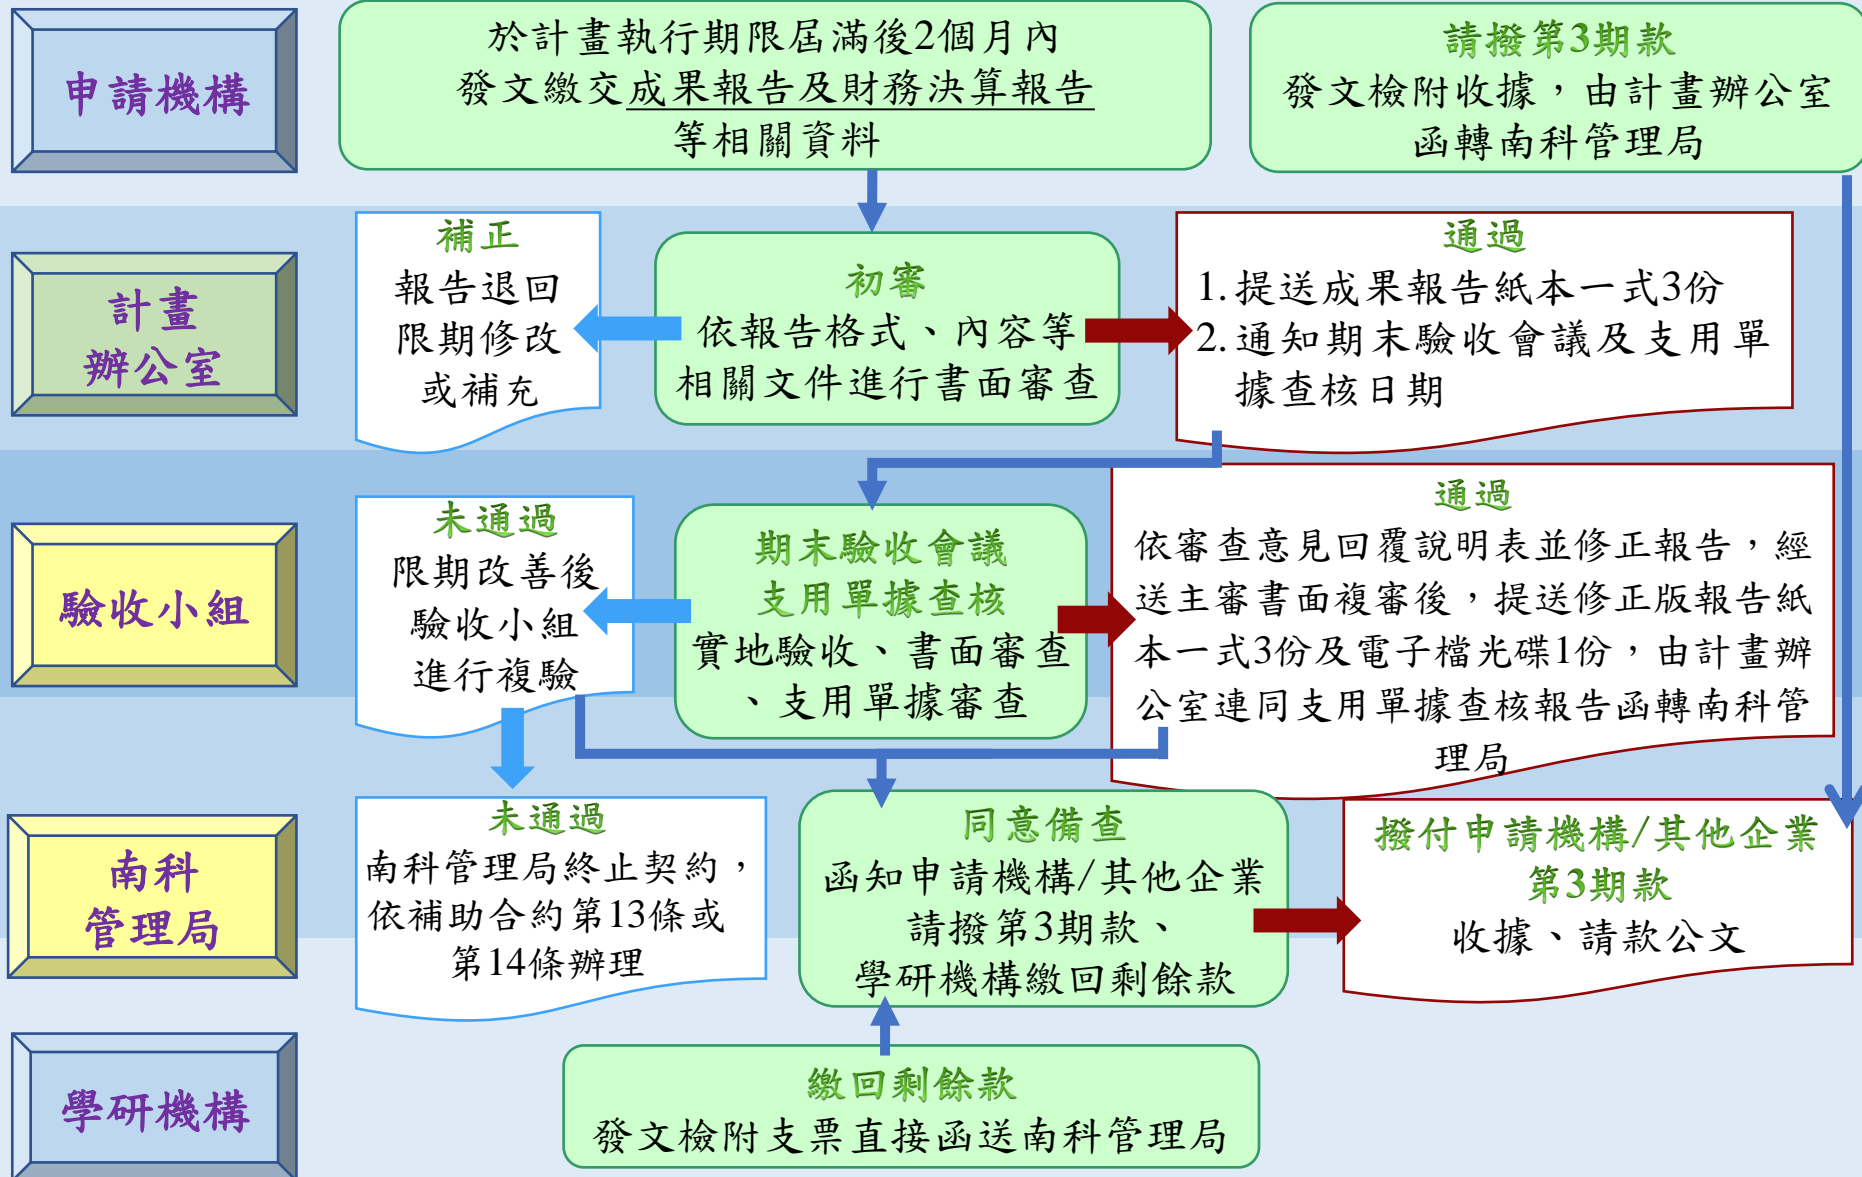 申請機構
於計畫執行期限屆滿後2個月內
發文繳交成果報告及財務決算報告
等相關資料
請撥第3期款
發文檢附收據，由計畫辦公室
函轉南科管理局
計畫
辦公室
補正
報告退回
限期修改
或補充
初審
依報告格式、內容等
相關文件進行書面審查
通過
1. 提送成果報告紙本一式3份
2. 通知期末驗收會議及支用單
據查核日期
驗收小組
未通過
限期改善後
驗收小組
進行複驗
期末驗收會議
支用單據查核
實地驗收、書面審查
、支用單據審查
通過
依審查意見回覆說明表並修正報告，經
送主審書面複審後，提送修正版報告紙
本一式3份及電子檔光碟1份，由計畫辦
公室連同支用單據查核報告函轉南科管
理局
南科
管理局
未通過
南科管理局終止契約，
依補助合約第13條或
第14條辦理
同意備查
函知申請機構/其他企業
請撥第3期款、
學研機構繳回剩餘款
撥付申請機構/其他企業
第3期款
收據、請款公文
學研機構
繳回剩餘款
發文檢附支票直接函送南科管理局